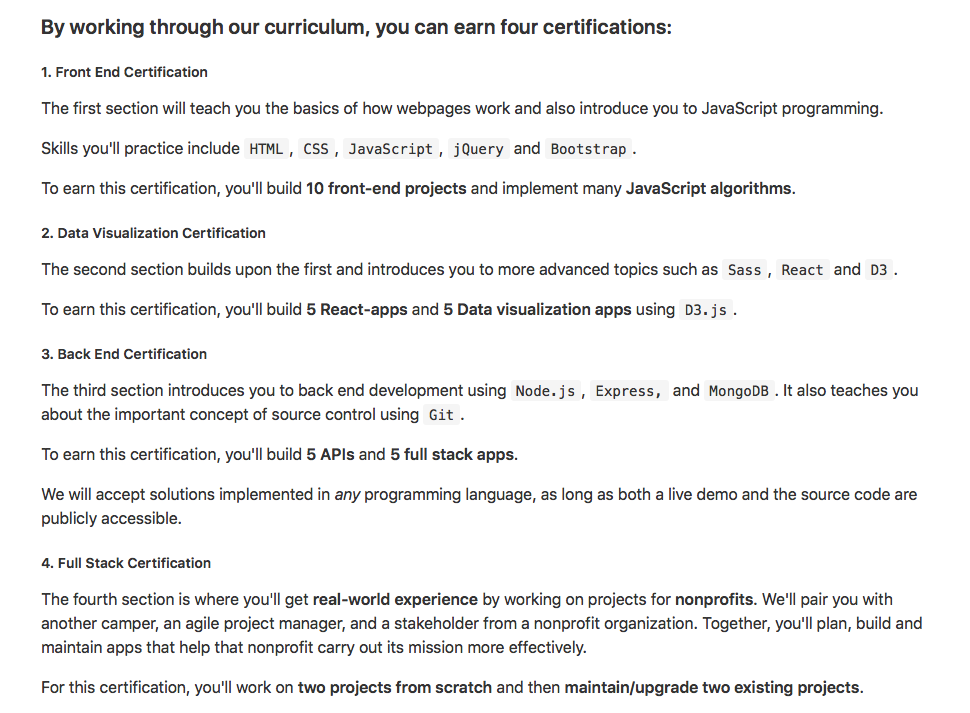 By working through our curriculum, you can earn four certifications:
1. Front End Certification
The first section will teach you the basics of how webpages work and also introduce you to JavaScript programming.
Skills you'll practice include HTML , CSS , JavaScript , jQuery and Bootstrap .
To earn this certification, you'll build 10 front-end projects and implement many JavaScript algorithms.
2. Data Visualization Certification
The second section builds upon the first and introduces you to more advanced topics such as Sass , React and D3 .
To earn this certification, you'll build 5 React-apps and 5 Data visualization apps using D3.js .
3. Back End Certification
The third section introduces you to back end development using Node.js , Express, and MongoDB . It also teaches you
about the important concept of source control using Git .
To earn this certification, you'll build 5 APIs and 5 full stack apps.
We will accept solutions implemented in any programming language, as long as both a live demo and the source code are
publicly accessible.
4. Full Stack Certification
The fourth section is where you'll get real-world experience by working on projects for nonprofits. We'll pair you with
another camper, an agile project manager, and a stakeholder from a nonprofit organization. Together, you'll plan, build and
maintain apps that help that nonprofit carry out its mission more effectively.
For this certification, you'll work on two projects from scratch and then maintain/upgrade two existing projects.